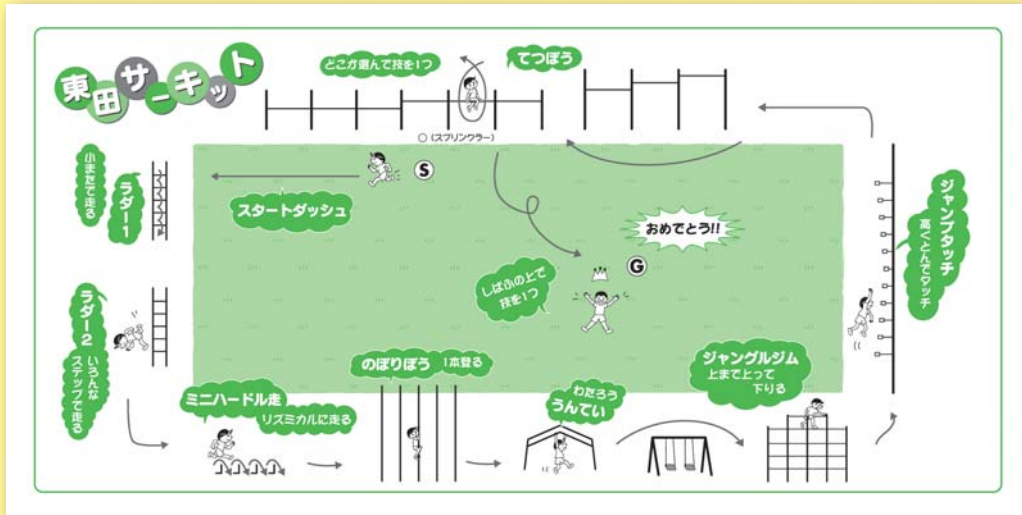 東田サーキット
どこか選んで技を1つ
てつぼう
(スプリンクラー)
S
スタートダッシュ
小またで走る
ラダー1
ラダー2
いろんな
ステップで走る
ミニハードル走
リズミカルに走る
のぼりぼう 1本登る
わたろう
うんてい
ジャングルジム
上まで上って
下りる
ジャンプタッチ
高くとんでタッチ
おめでとう!!
G
しばふの上で
技を1つ